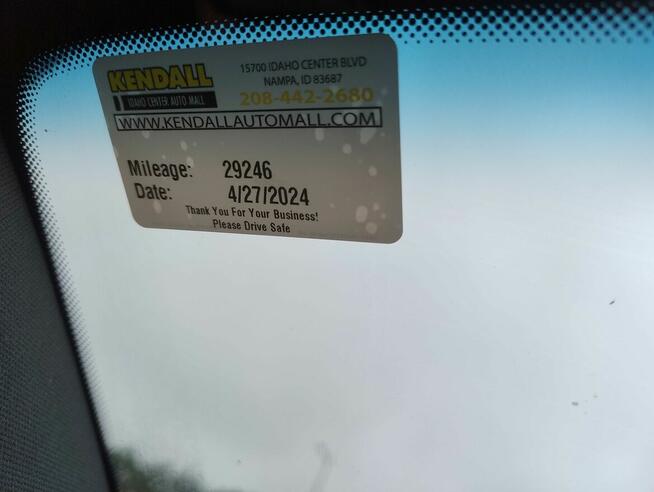 KENDALL
IDAHO CENTER AUTO MALL
15700 IDAHO CENTER BLVD
NAMPA, ID 83687
208-442-2680
WWW.KENDALLAUTOMALL.COM
Mileage: 29246
Date: 4/27/2024
Thank You For Your Business!
Please Drive Safe